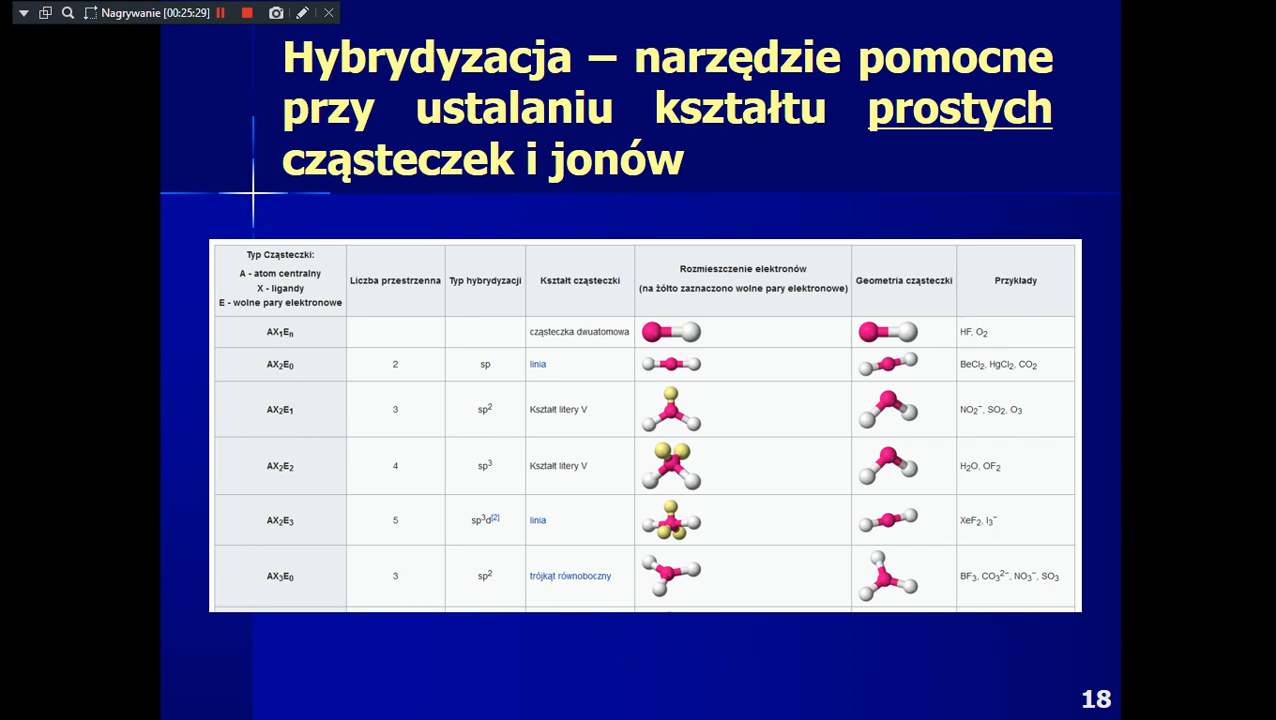 Nagrywanie [00:25:29]
Hybrydyzacja – narzędzie pomocne
przy ustalaniu kształtu prostych
cząsteczek i jonów
Typ Cząsteczki:
A - atom centralny
X - ligandy
E - wolne pary elektronowe
Liczba przestrzenna
Typ hybrydyzacji
Kształt cząsteczki
Rozmieszczenie elektronów
(na żółto zaznaczono wolne pary elektronowe)
Geometria cząsteczki
Przykłady
AX₁Eₙ cząsteczka dwuatomowa HF, O₂
AX₂E₀ 2 sp linia BeCl₂, HgCl₂, CO₂
AX₂E₁ 3 sp² Kształt litery V NO₂⁻, SO₂, O₃
AX₂E₂ 4 sp³ Kształt litery V H₂O, OF₂
AX₂E₃ 5 sp³d[2] linia XeF₂, I₃⁻
AX₃E₀ 3 sp² trójkąt równoboczny BF₃, CO₃²⁻, NO₃⁻, SO₃
18